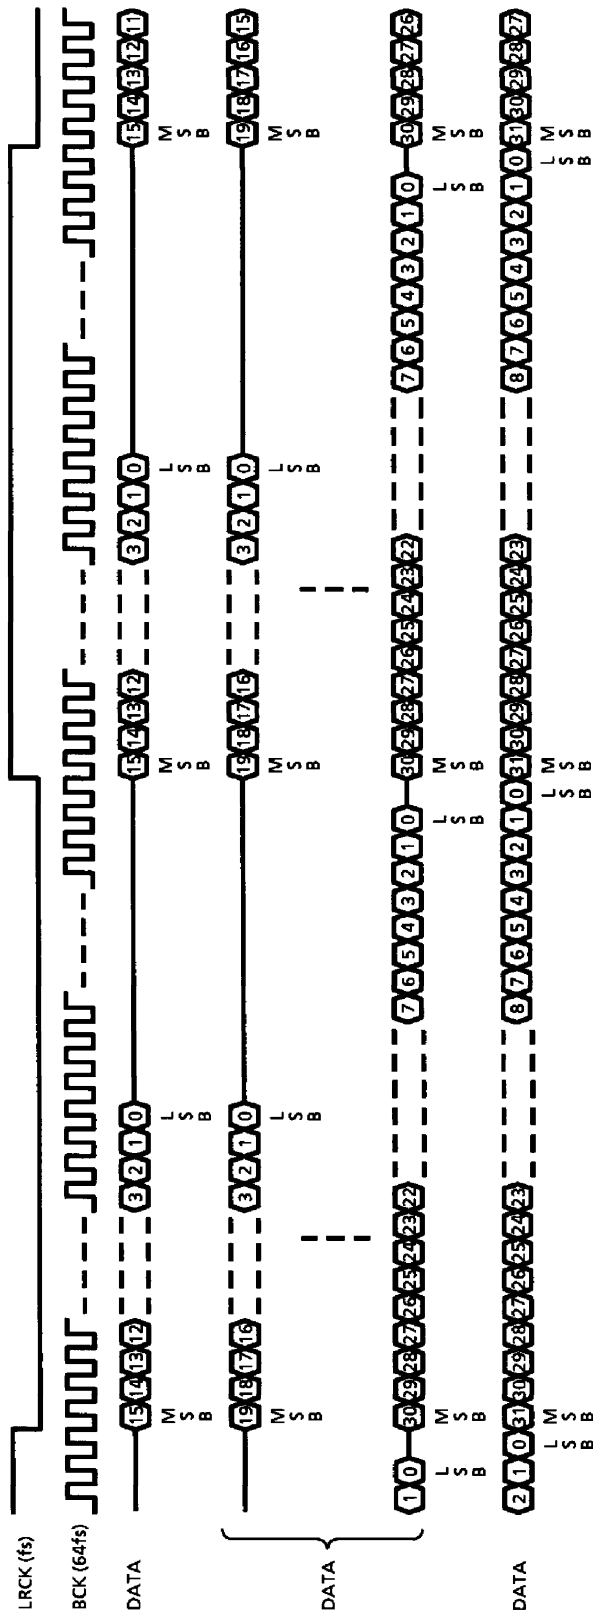 LRCK (fs)
BCK (64fs)
DATA 15 14 13 12 3 2 1 0 15 14 13 12 3 2 1 0 15 14 13 12 11
MSB LSB MSB LSB MSB
19 18 17 16 3 2 1 0 19 18 17 16 3 2 1 0 19 18 17 16 15
MSB LSB MSB LSB MSB
DATA
1 0 30 28 28 27 26 25 24 23 22 7 6 5 4 3 2 1 0 30 29 28 27 26 25 24 23 22 7 6 5 4 3 2 1 0 30 29 28 27 26
LSB MSB LSB MSB LSB MSB
DATA 2 1 0 31 30 29 28 27 26 25 24 23 8 7 6 5 4 3 2 1 0 31 30 29 28 27 26 25 24 23 8 7 6 5 4 3 2 1 0 31 30 29 28 27
LSB MSB LSB MSB LSB MSB